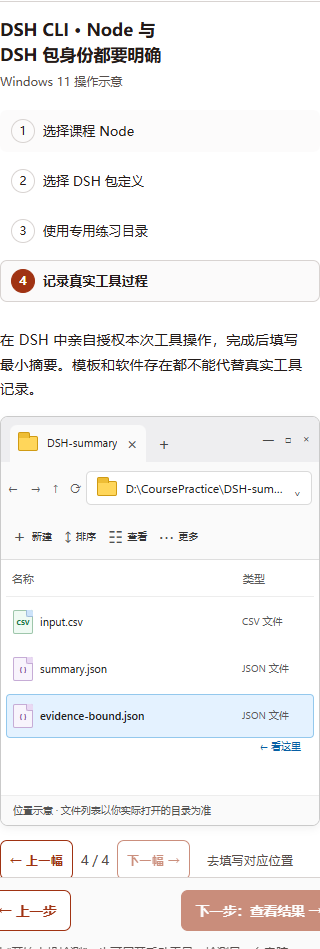 DSH CLI · Node 与
DSH 包身份都要明确
Windows 11 操作示意
1 选择课程 Node
2 选择 DSH 包定义
3 使用专用练习目录
4 记录真实工具过程
在 DSH 中亲自授权本次工具操作，完成后填写
最小摘要。模板和软件存在都不能代替真实工具
记录。
DSH-summary × + — □ ×
← → ↑ ⟳ D:\CoursePractice\DSH-sum... ⌄
+ 新建 ↕ 排序 查看 ··· 更多
名称 类型
CSV input.csv CSV 文件
{} summary.json JSON 文件
{} evidence-bound.json JSON 文件
← 看这里
位置示意 · 文件列表以你实际打开的目录为准
← 上一幅 4 / 4 下一幅 → 去填写对应位置
← 上一步 下一步：查看结果 →